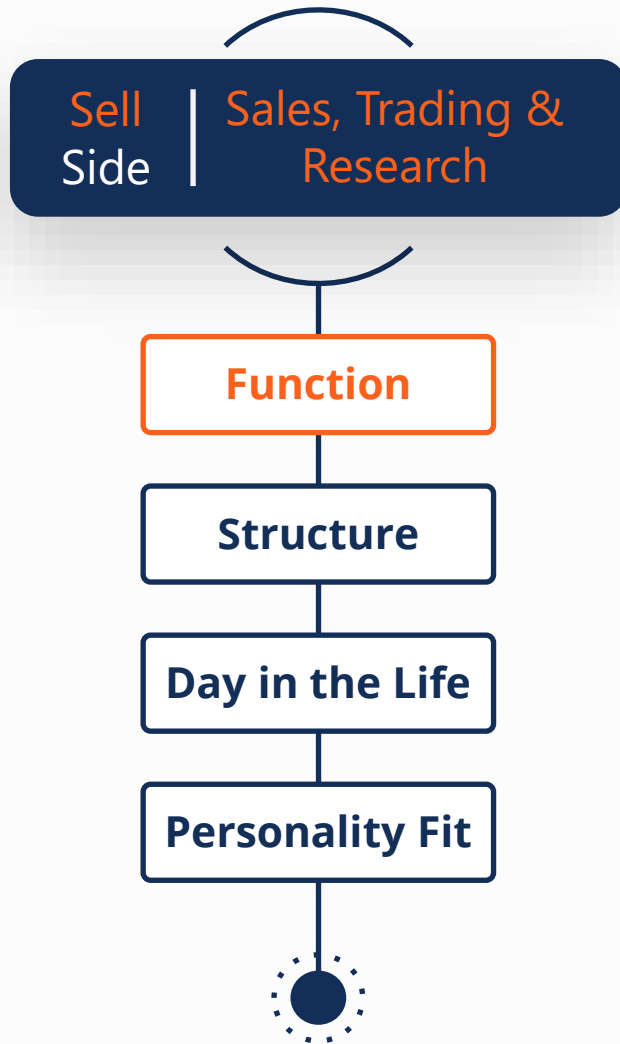 Sell
Side
Sales, Trading &
Research
Function
Structure
Day in the Life
Personality Fit